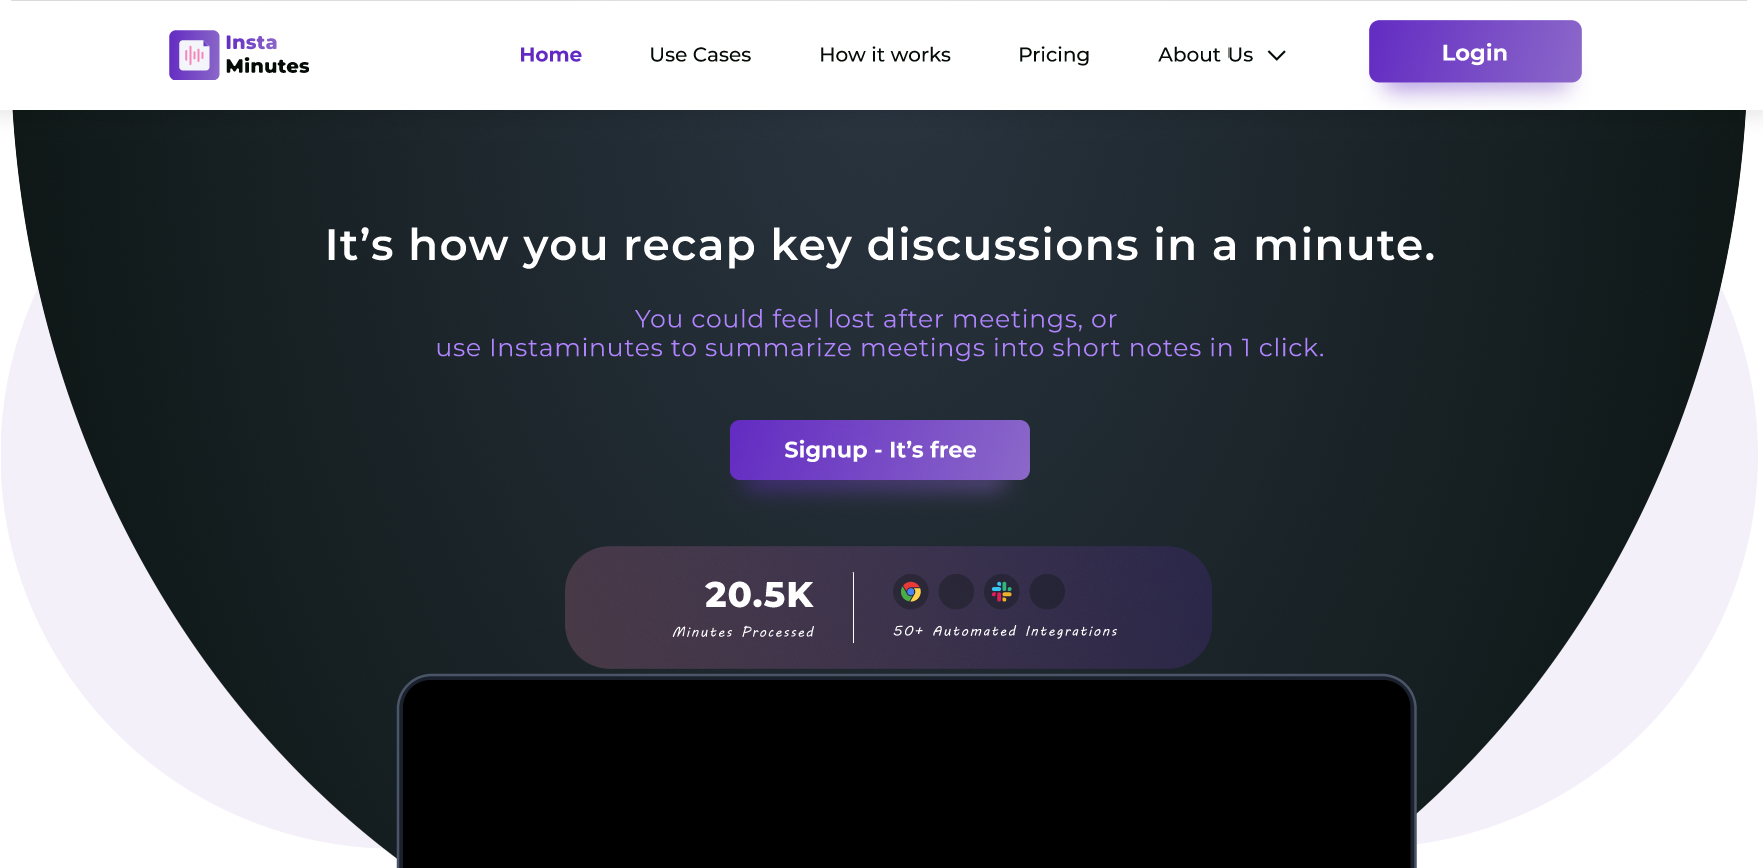 Insta
Minutes
Home
Use Cases
How it works
Pricing
About Us
Login
It’s how you recap key discussions in a minute.
You could feel lost after meetings, or
use Instaminutes to summarize meetings into short notes in 1 click.
Signup - It’s free
20.5K
Minutes Processed
50+ Automated Integrations